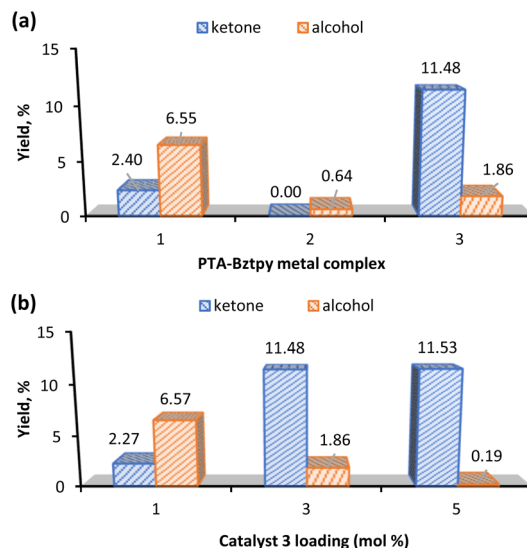 (a)
ketone alcohol
15
10
5
0
Yield, %
2.40 6.55 0.00 0.64 11.48 1.86
1 2 3
PTA-Bztpy metal complex
(b)
ketone alcohol
15
10
5
0
Yield, %
2.27 6.57 11.48 1.86 11.53 0.19
1 3 5
Catalyst 3 loading (mol %)